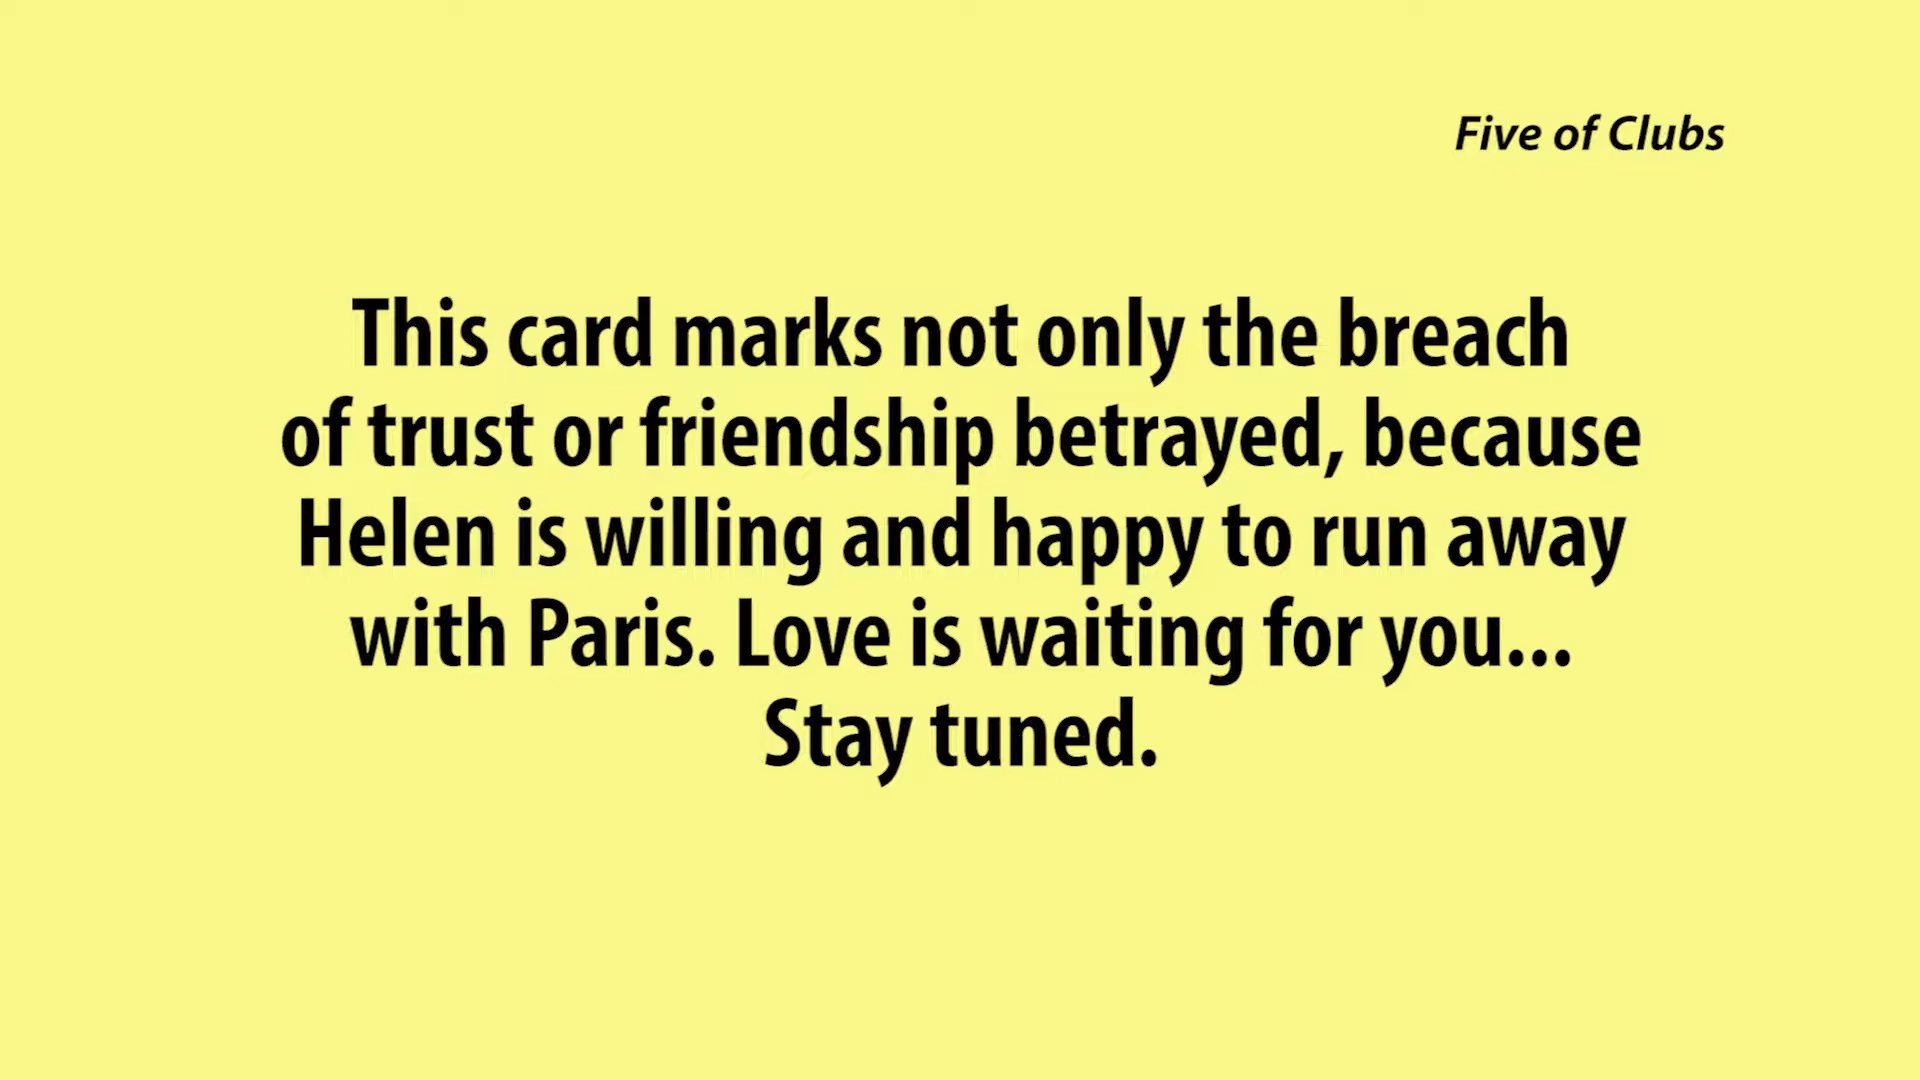 Five of Clubs
This card marks not only the breach
of trust or friendship betrayed, because
Helen is willing and happy to run away
with Paris. Love is waiting for you...
Stay tuned.